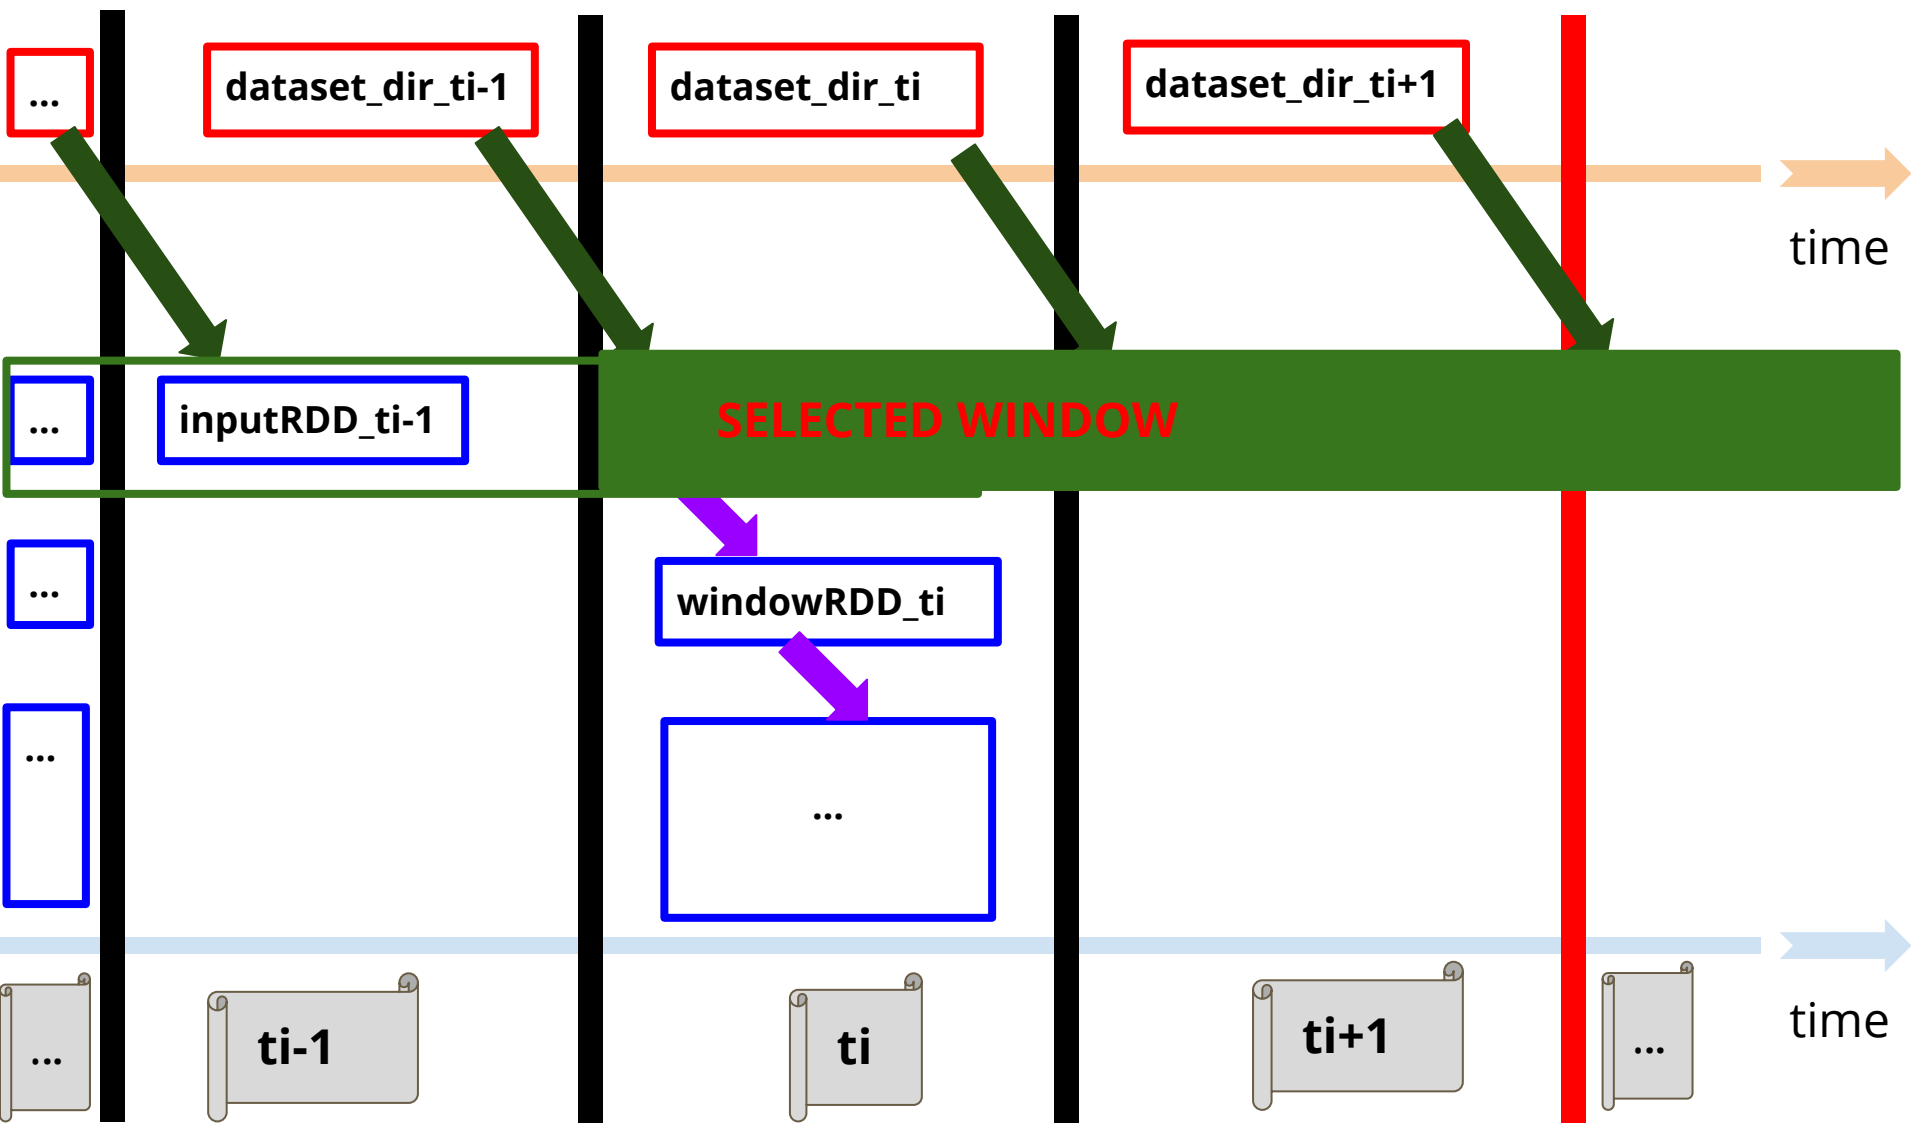 ...
dataset_dir_ti-1
dataset_dir_ti
dataset_dir_ti+1
time
...
inputRDD_ti-1
SELECTED WINDOW
...
windowRDD_ti
...
...
...
ti-1
ti
ti+1
...
time